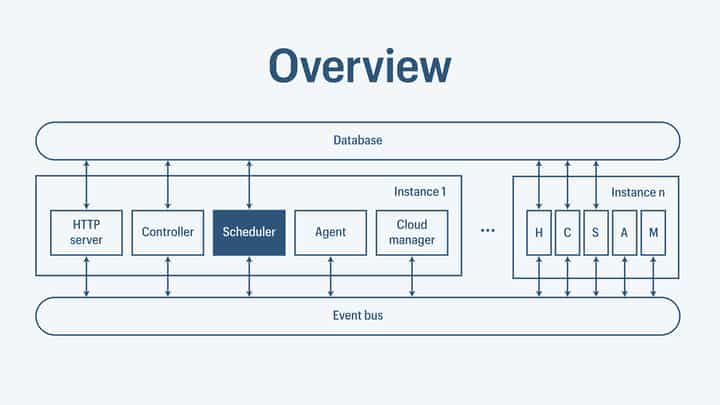 Overview
Database
Instance 1
HTTP
server
Controller
Scheduler
Agent
Cloud
manager
...
Instance n
H
C
S
A
M
Event bus